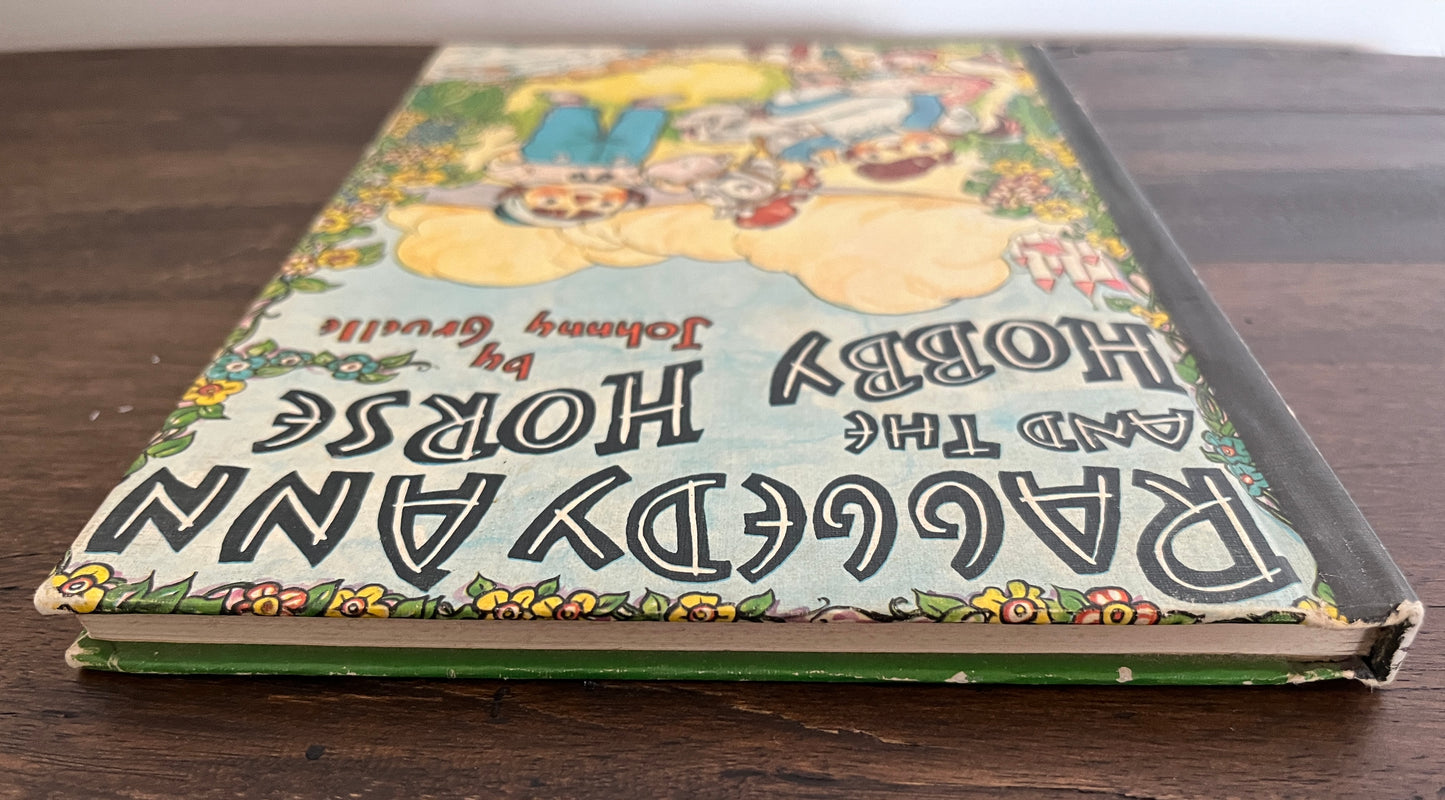 RAGGEDY ANN
AND THE HORSE
HOBBY
by
Johnny Gruelle